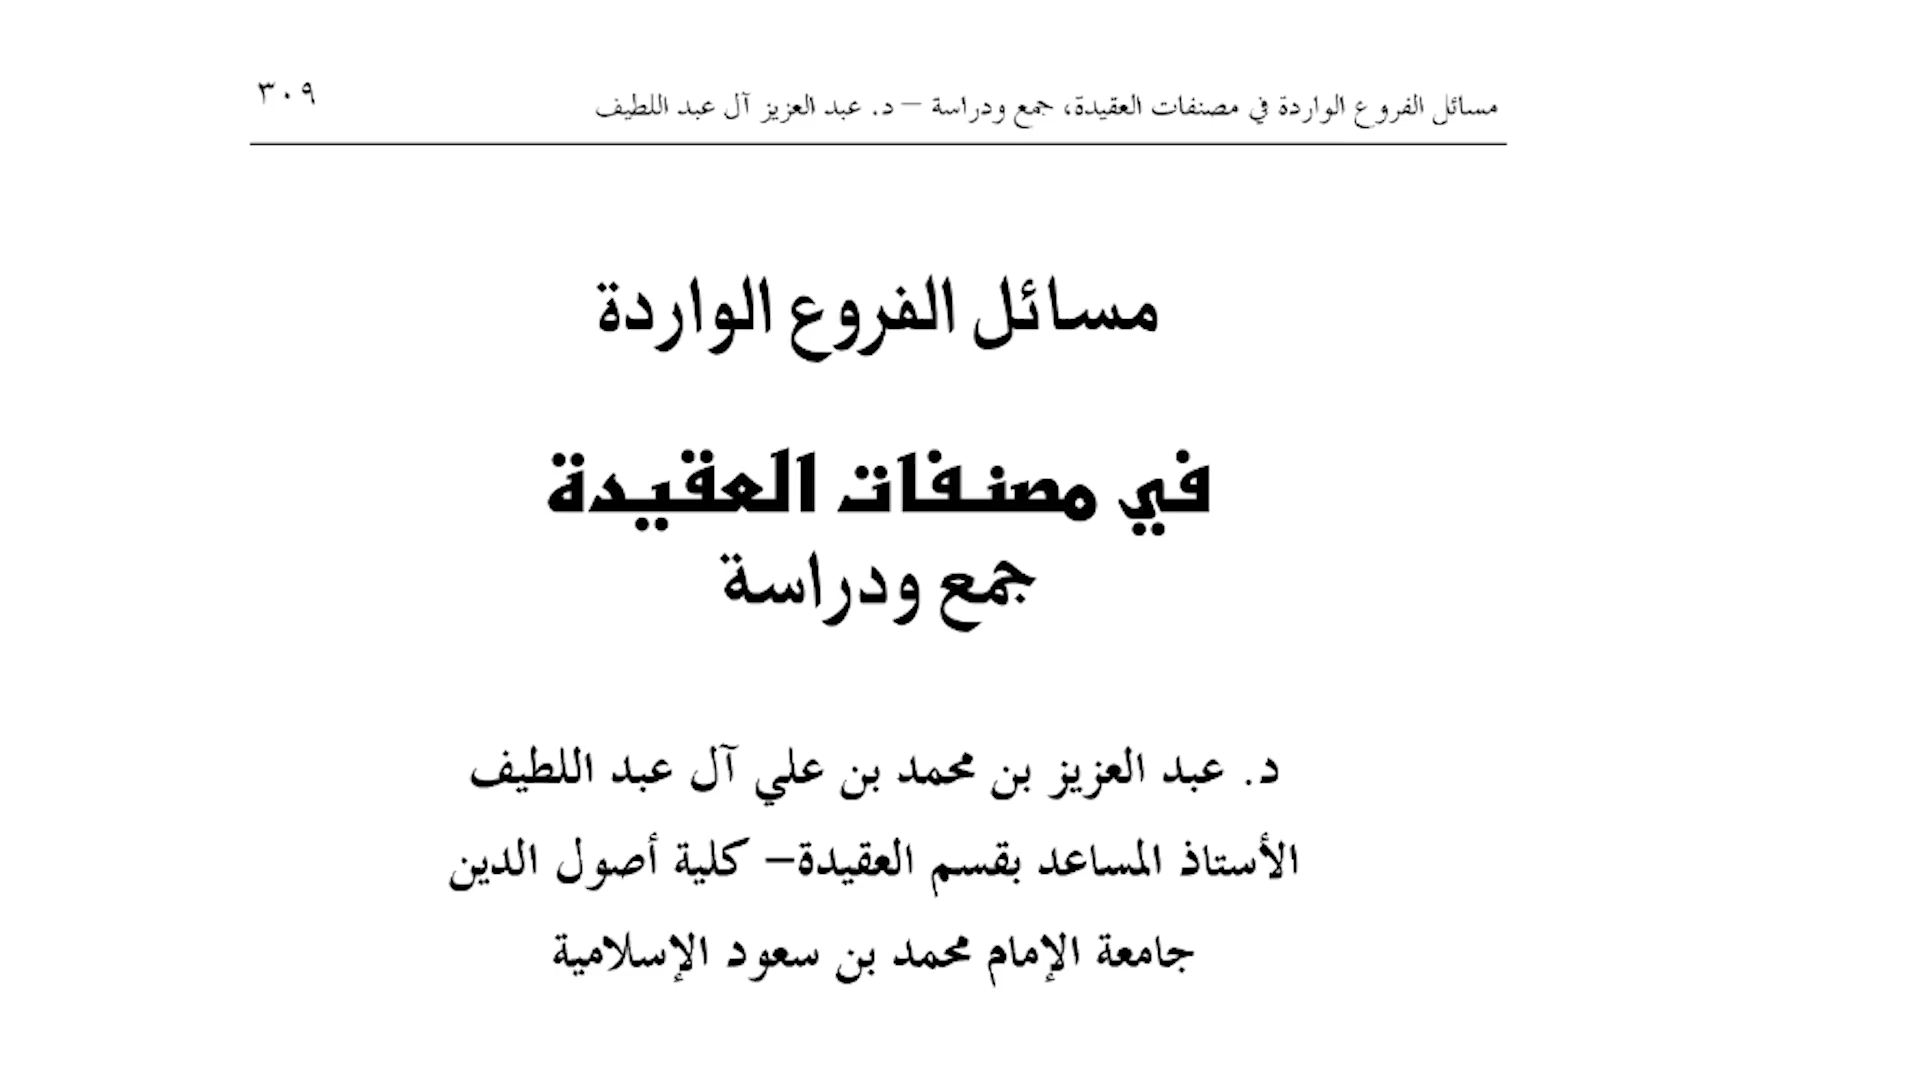 مسائل الفروع الواردة في مصنفات العقيدة، جمع ودراسة – د. عبد العزيز آل عبد اللطيف ٣٠٩
مسائل الفروع الواردة
في مصنفات العقيدة
جمع ودراسة
د. عبد العزيز بن محمد بن علي آل عبد اللطيف
الأستاذ المساعد بقسم العقيدة– كلية أصول الدين
جامعة الإمام محمد بن سعود الإسلامية